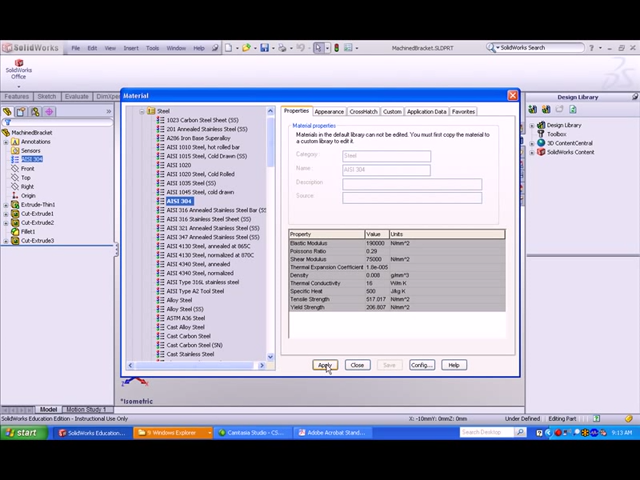 SolidWorks
File Edit View Insert Tools Window Help
MachinedBracket.SLDPRT
SolidWorks Search
SolidWorks
Office
Features Sketch Evaluate
Material
Design Library
MachinedBracket
Annotations
Sensors
AISI 304
Front
Top
Right
Origin
Extrude-Thin1
Cut-Extrude1
Cut-Extrude2
Fillet1
Cut-Extrude3
Steel
1023 Carbon Steel Sheet (SS)
201 Annealed Stainless Steel (SS)
A286 Iron Base Superalloy
AISI 1010 Steel, hot rolled bar
AISI 1015 Steel, Cold Drawn (SS)
AISI 1020
AISI 1020 Steel, Cold Rolled
AISI 1035 Steel (SS)
AISI 1045 Steel, cold drawn
AISI 304
AISI 316 Annealed Stainless Steel Bar (SS)
AISI 316 Stainless Steel Sheet (SS)
AISI 321 Annealed Stainless Steel (SS)
AISI 347 Annealed Stainless Steel (SS)
AISI 4130 Steel, annealed at 865C
AISI 4130 Steel, normalized at 870C
AISI 4340 Steel, annealed
AISI 4340 Steel, normalized
AISI Type 316L stainless steel
AISI Type A2 Tool Steel
Alloy Steel
Alloy Steel (SS)
ASTM A36 Steel
Cast Alloy Steel
Cast Carbon Steel
Cast Carbon Steel (SN)
Cast Stainless Steel
Properties Appearance CrossHatch Custom Application Data Favorites
Material properties
Materials in the default library can not be edited. You must first copy the material to
a custom library to edit it.
Category: Steel
Name: AISI 304
Description:
Source:
Property Value Units
Elastic Modulus 190000 N/mm^2
Poissons Ratio 0.29
Shear Modulus 75000 N/mm^2
Thermal Expansion Coefficient 1.8e-005
Density 0.008 g/mm^3
Thermal Conductivity 16 W/m K
Specific Heat 500 J/kg K
Tensile Strength 517.017 N/mm^2
Yield Strength 206.807 N/mm^2
Apply Close Save Config... Help
Design Library
Toolbox
3D ContentCentral
SolidWorks Content
*Isometric
Model Motion Study 1
SolidWorks Education Edition - Instructional Use Only
X: -10mmY: 0mmZ: 0mm Under Defined Editing Part
start
SolidWorks Educatio...
9 Windows Explorer
Camtasia Studio - CS...
Adobe Acrobat Stand...
Search Desktop
9:13 AM